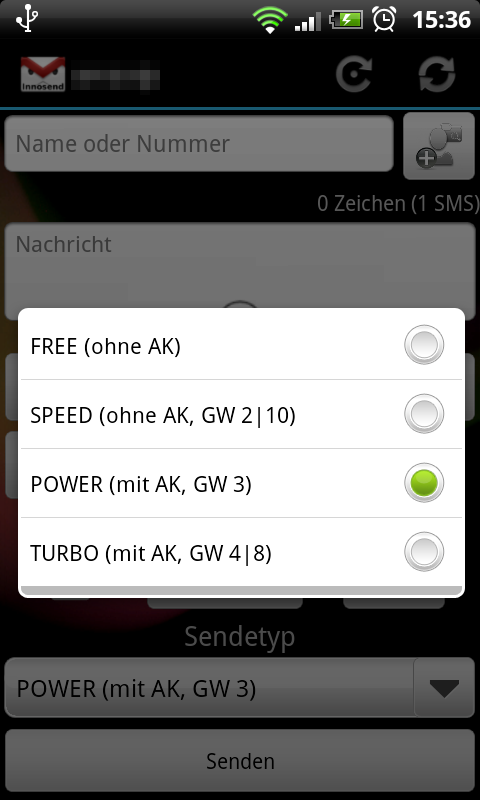 15:36
Innosend
Name oder Nummer
0 Zeichen (1 SMS)
Nachricht
FREE (ohne AK)
SPEED (ohne AK, GW 2|10)
POWER (mit AK, GW 3)
TURBO (mit AK, GW 4|8)
Sendetyp
POWER (mit AK, GW 3)
Senden